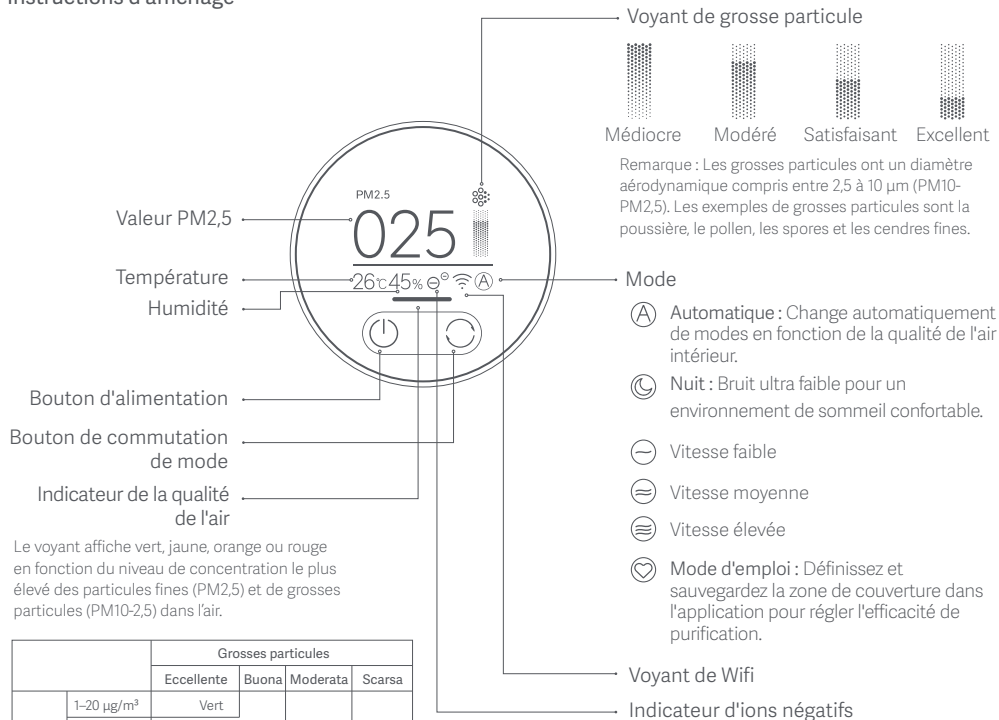 Voyant de grosse particule
Médiocre Modéré Satisfaisant Excellent
Remarque : Les grosses particules ont un diamètre
aérodynamique compris entre 2,5 à 10 µm (PM10-
PM2,5). Les exemples de grosses particules sont la
poussière, le pollen, les spores et les cendres fines.
PM2.5
025
26℃ 45% A
Valeur PM2,5
Température
Humidité
Bouton d'alimentation
Bouton de commutation
de mode
Indicateur de la qualité
de l'air
Le voyant affiche vert, jaune, orange ou rouge
en fonction du niveau de concentration le plus
élevé des particules fines (PM2,5) et de grosses
particules (PM10-2,5) dans l'air.
Mode
A Automatique : Change automatiquement
de modes en fonction de la qualité de l'air
intérieur.
Nuit : Bruit ultra faible pour un
environnement de sommeil confortable.
Vitesse faible
Vitesse moyenne
Vitesse élevée
Mode d'emploi : Définissez et
sauvegardez la zone de couverture dans
l'application pour régler l'efficacité de
purification.
Voyant de Wifi
Indicateur d'ions négatifs
Grosses particules
Eccellente Buona Moderata Scarsa
1–20 µg/m³ Vert